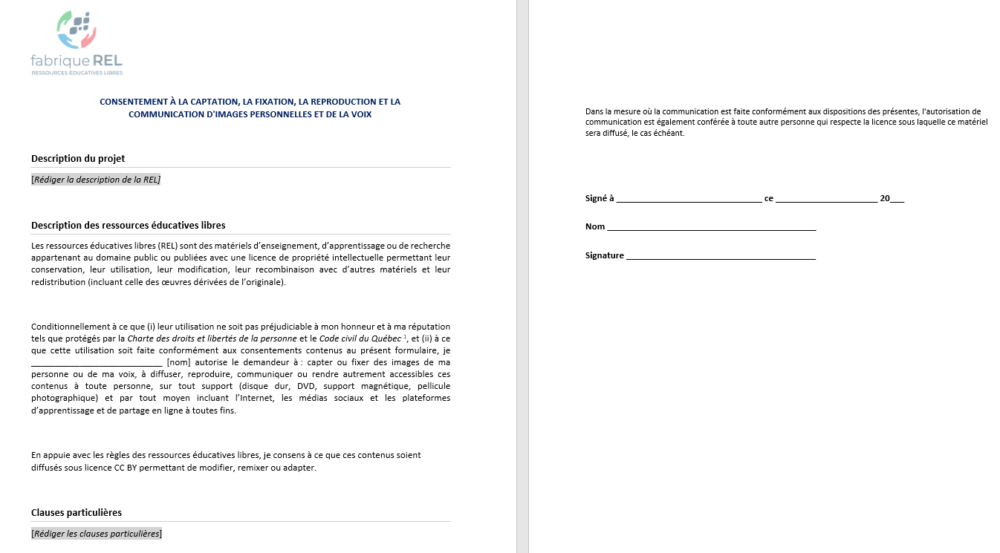 fabrique REL
RESSOURCES ÉDUCATIVES LIBRES
CONSENTEMENT À LA CAPTATION, LA FIXATION, LA REPRODUCTION ET LA
COMMUNICATION D'IMAGES PERSONNELLES ET DE LA VOIX
Description du projet
[Rédiger la description de la REL]
Description des ressources éducatives libres
Les ressources éducatives libres (REL) sont des matériels d’enseignement, d’apprentissage ou de recherche
appartenant au domaine public ou publiées avec une licence de propriété intellectuelle permettant leur
conservation, leur utilisation, leur modification, leur recombinaison avec d’autres matériels et leur
redistribution (incluant celle des œuvres dérivées de l’originale).
Conditionnellement à ce que (i) leur utilisation ne soit pas préjudiciable à mon honneur et à ma réputation
tels que protégés par la Charte des droits et libertés de la personne et le Code civil du Québec ¹, et (ii) à ce
que cette utilisation soit faite conformément aux consentements contenus au présent formulaire, je
____________________________ [nom] autorise le demandeur à : capter ou fixer des images de ma
personne ou de ma voix, à diffuser, reproduire, communiquer ou rendre autrement accessibles ces
contenus à toute personne, sur tout support (disque dur, DVD, support magnétique, pellicule
photographique) et par tout moyen incluant l’Internet, les médias sociaux et les plateformes
d’apprentissage et de partage en ligne à toutes fins.
En appuie avec les règles des ressources éducatives libres, je consens à ce que ces contenus soient
diffusés sous licence CC BY permettant de modifier, remixer ou adapter.
Clauses particulières
[Rédiger les clauses particulières]
Dans la mesure où la communication est faite conformément aux dispositions des présentes, l'autorisation de
communication est également conférée à toute autre personne qui respecte la licence sous laquelle ce matériel
sera diffusé, le cas échéant.
Signé à ______________________________ ce _____________________ 20___
Nom ___________________________________________
Signature _______________________________________